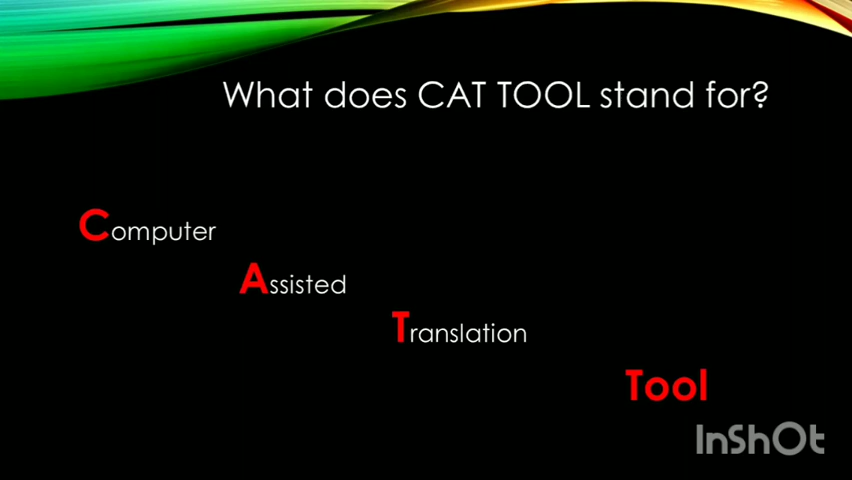 What does CAT TOOL stand for?
Computer
Assisted
Translation
Tool
InShOt